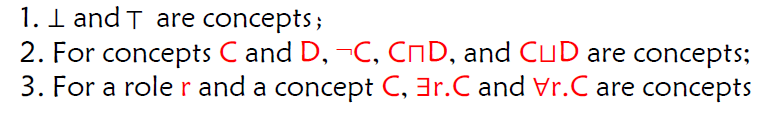 1. ⊥ and ⊤ are concepts;
2. For concepts C and D, ¬C, C⊓D, and C⊔D are concepts;
3. For a role r and a concept C, ∃r.C and ∀r.C are concepts